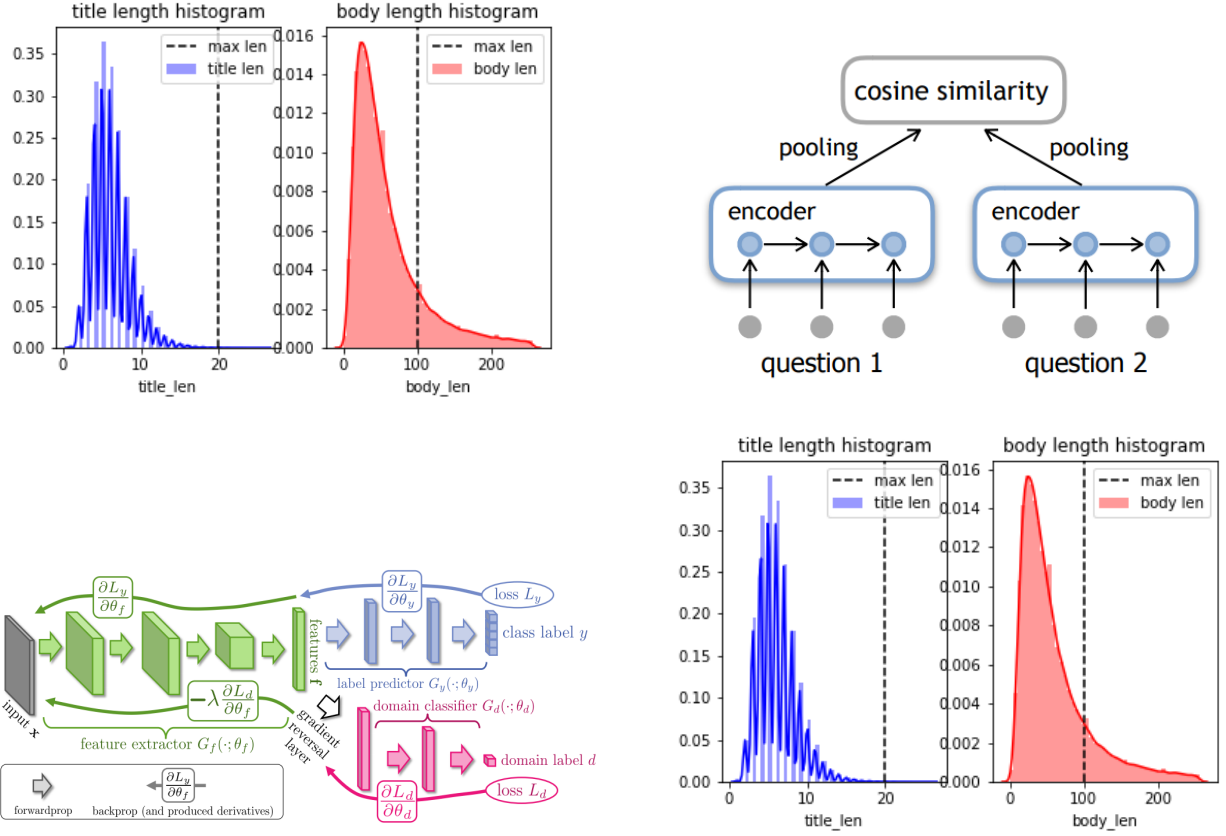 title length histogram
0.35
0.30
0.25
0.20
0.15
0.10
0.05
0.00
max len
title len
0 10 20
title_len
body length histogram
0.016
0.014
0.012
0.010
0.008
0.006
0.004
0.002
0.000
max len
body len
0 100 200
body_len
cosine similarity
pooling pooling
encoder encoder
question 1 question 2
title length histogram
0.35
0.30
0.25
0.20
0.15
0.10
0.05
0.00
max len
title len
0 10 20
title_len
body length histogram
0.016
0.014
0.012
0.010
0.008
0.006
0.004
0.002
0.000
max len
body len
0 100 200
body_len
∂L_y/∂θ_f
∂L_y/∂θ_y
loss L_y
features f
class label y
label predictor G_y(·; θ_y)
−λ ∂L_d/∂θ_f
input x
feature extractor G_f(·; θ_f)
gradient reversal layer
domain classifier G_d(·; θ_d)
domain label d
∂L_d/∂θ_d
loss L_d
∂L_y/∂θ_f
forwardprop backprop (and produced derivatives)